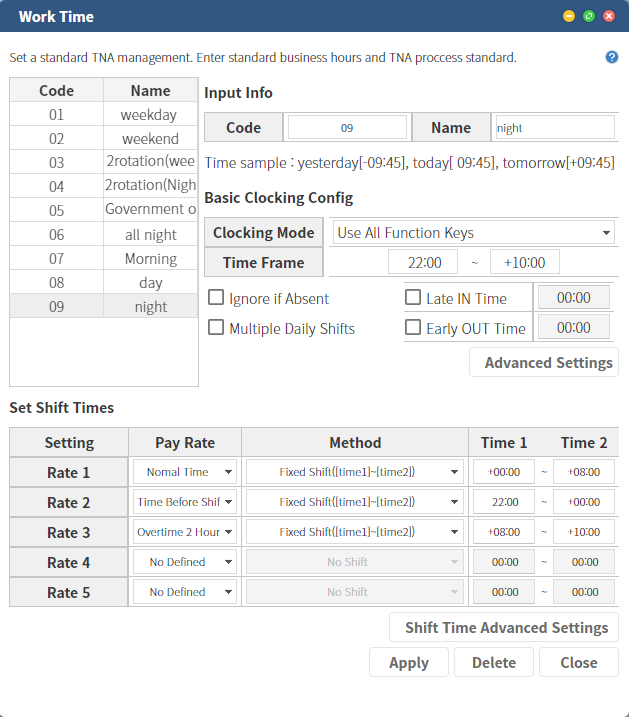 Work Time
Set a standard TNA management. Enter standard business hours and TNA proccess standard.
Code Name
01 weekday
02 weekend
03 2rotation(wee
04 2rotation(Nigh
05 Government o
06 all night
07 Morning
08 day
09 night
Input Info
Code 09 Name night
Time sample : yesterday[-09:45], today[ 09:45], tomorrow[+09:45]
Basic Clocking Config
Clocking Mode Use All Function Keys
Time Frame 22:00 ~ +10:00
Ignore if Absent Late IN Time 00:00
Multiple Daily Shifts Early OUT Time 00:00
Advanced Settings
Set Shift Times
Setting Pay Rate Method Time 1 Time 2
Rate 1 Nomal Time Fixed Shift([time1]~[time2]) +00:00 ~ +08:00
Rate 2 Time Before Shif Fixed Shift([time1]~[time2]) 22:00 ~ +00:00
Rate 3 Overtime 2 Hour Fixed Shift([time1]~[time2]) +08:00 ~ +10:00
Rate 4 No Defined No Shift 00:00 ~ 00:00
Rate 5 No Defined No Shift 00:00 ~ 00:00
Shift Time Advanced Settings
Apply Delete Close